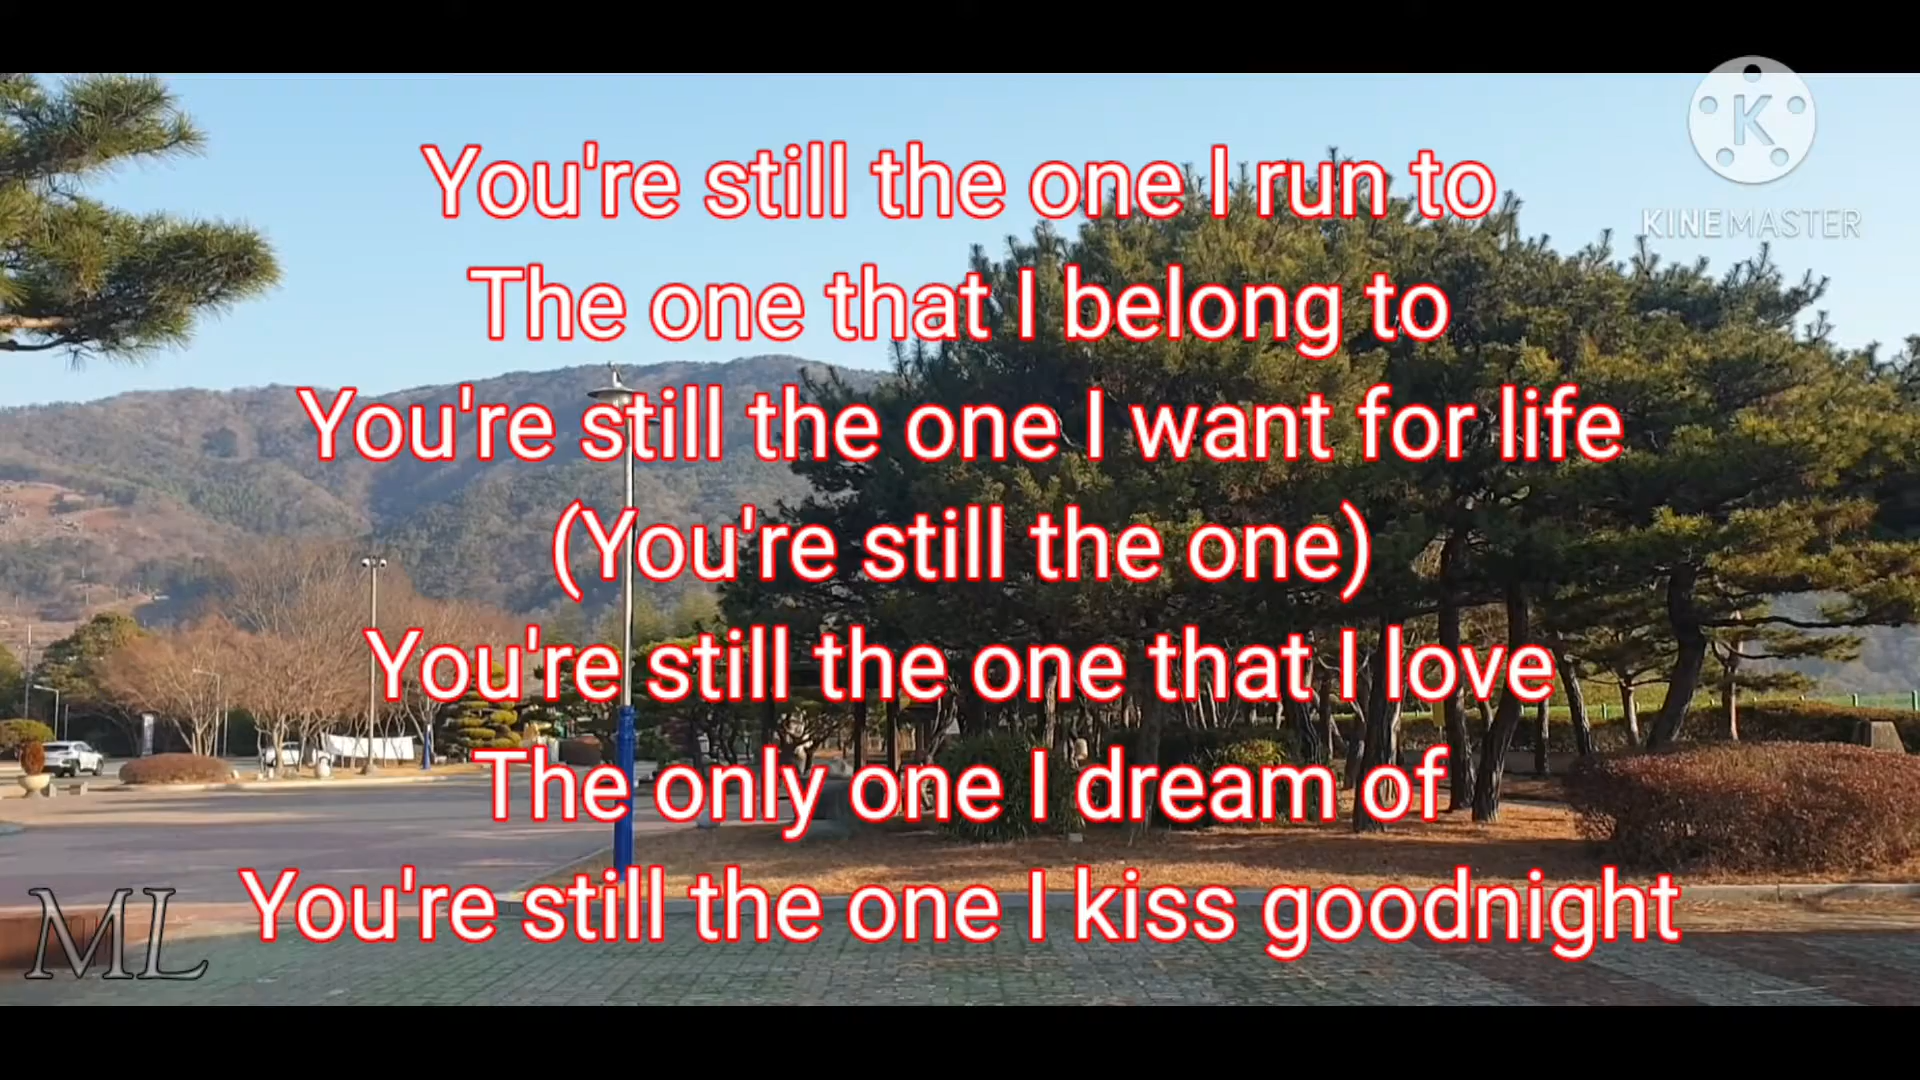 You're still the one I run to
The one that I belong to
You're still the one I want for life
(You're still the one)
You're still the one that I love
The only one I dream of
You're still the one I kiss goodnight
K
KINEMASTER
ML